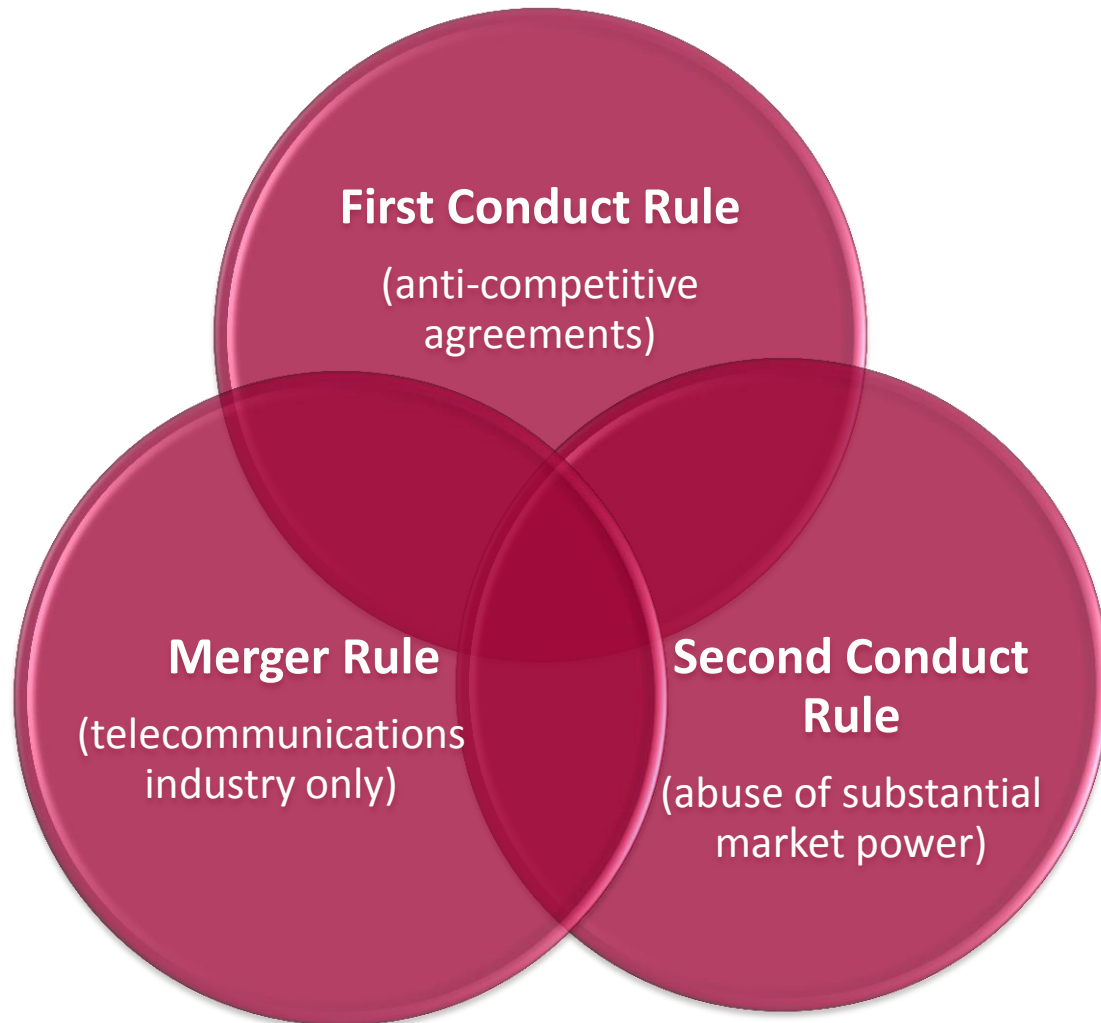 First Conduct Rule
(anti-competitive
agreements)
Merger Rule
(telecommunications
industry only)
Second Conduct
Rule
(abuse of substantial
market power)